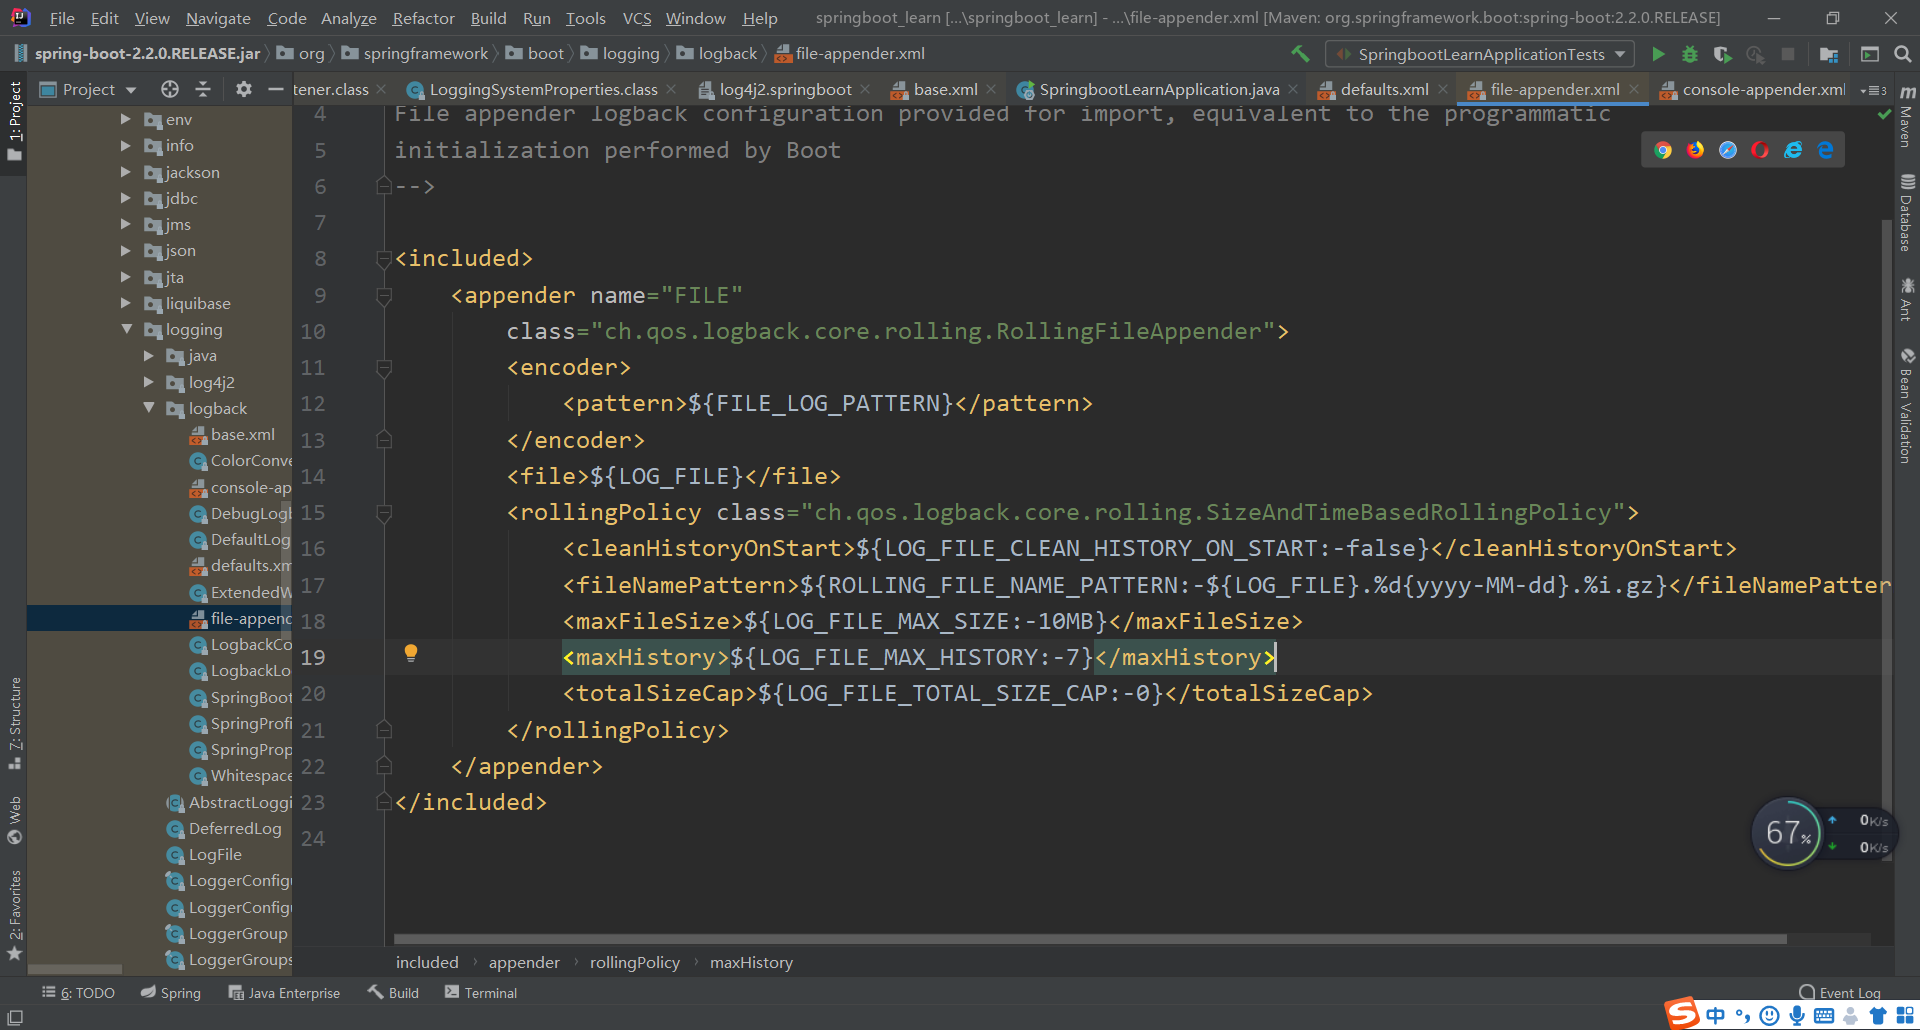 File Edit View Navigate Code Analyze Refactor Build Run Tools VCS Window Help springboot_learn [...\springboot_learn] - ...\file-appender.xml [Maven: org.springframework.boot:spring-boot:2.2.0.RELEASE]
spring-boot-2.2.0.RELEASE.jar org springframework boot logging logback file-appender.xml SpringbootLearnApplicationTests
Project tener.class LoggingSystemProperties.class log4j2.springboot base.xml SpringbootLearnApplication.java defaults.xml file-appender.xml console-appender.xml 3
1: Project
7: Structure
Web
2: Favorites
env
info
jackson
jdbc
jms
json
jta
liquibase
logging
java
log4j2
logback
base.xml
ColorConve
console-ap
DebugLogb
DefaultLog
defaults.xm
ExtendedW
file-appenc
LogbackCo
LogbackLo
SpringBoot
SpringProfi
SpringProp
Whitespace
AbstractLoggi
DeferredLog
LogFile
LoggerConfigu
LoggerConfigu
LoggerGroup
LoggerGroups
4 File appender logback configuration provided for import, equivalent to the programmatic
5 initialization performed by Boot
6 -->
7
8 <included>
9 <appender name="FILE"
10 class="ch.qos.logback.core.rolling.RollingFileAppender">
11 <encoder>
12 <pattern>${FILE_LOG_PATTERN}</pattern>
13 </encoder>
14 <file>${LOG_FILE}</file>
15 <rollingPolicy class="ch.qos.logback.core.rolling.SizeAndTimeBasedRollingPolicy">
16 <cleanHistoryOnStart>${LOG_FILE_CLEAN_HISTORY_ON_START:-false}</cleanHistoryOnStart>
17 <fileNamePattern>${ROLLING_FILE_NAME_PATTERN:-${LOG_FILE}.%d{yyyy-MM-dd}.%i.gz}</fileNamePatter
18 <maxFileSize>${LOG_FILE_MAX_SIZE:-10MB}</maxFileSize>
19 <maxHistory>${LOG_FILE_MAX_HISTORY:-7}</maxHistory>
20 <totalSizeCap>${LOG_FILE_TOTAL_SIZE_CAP:-0}</totalSizeCap>
21 </rollingPolicy>
22 </appender>
23 </included>
24
m Maven
Database
Ant
Bean Validation
67% 0K/s
0K/s
included appender rollingPolicy maxHistory
6: TODO Spring Java Enterprise Build Terminal Event Log
S 中